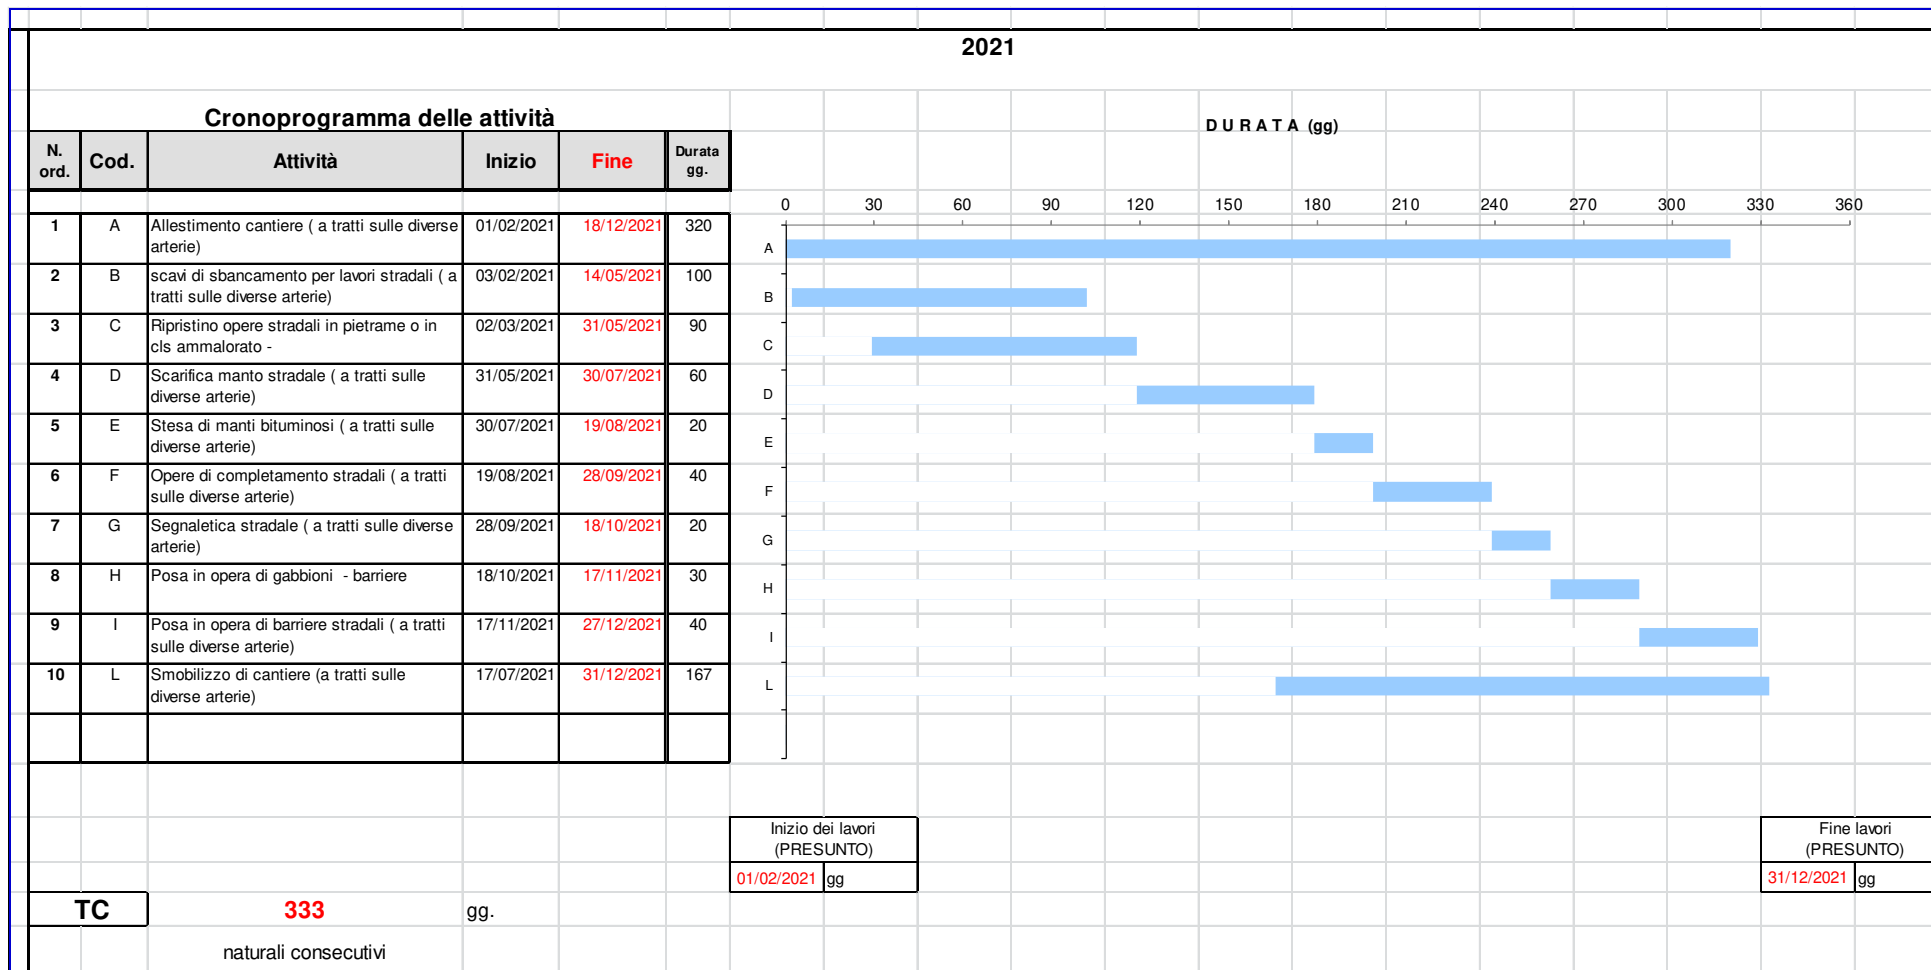 2021
Cronoprogramma delle attività
D U R A T A (gg)
N. ord. Cod. Attività Inizio Fine Durata gg.
0 30 60 90 120 150 180 210 240 270 300 330 360
1 A Allestimento cantiere ( a tratti sulle diverse 01/02/2021 18/12/2021 320
arterie)
A
2 B scavi di sbancamento per lavori stradali ( a 03/02/2021 14/05/2021 100
tratti sulle diverse arterie)
B
3 C Ripristino opere stradali in pietrame o in 02/03/2021 31/05/2021 90
cls ammalorato -
C
4 D Scarifica manto stradale ( a tratti sulle 31/05/2021 30/07/2021 60
diverse arterie)
D
5 E Stesa di manti bituminosi ( a tratti sulle 30/07/2021 19/08/2021 20
diverse arterie)
E
6 F Opere di completamento stradali ( a tratti 19/08/2021 28/09/2021 40
sulle diverse arterie)
F
7 G Segnaletica stradale ( a tratti sulle diverse 28/09/2021 18/10/2021 20
arterie)
G
8 H Posa in opera di gabbioni - barriere 18/10/2021 17/11/2021 30
H
9 I Posa in opera di barriere stradali ( a tratti 17/11/2021 27/12/2021 40
sulle diverse arterie)
I
10 L Smobilizzo di cantiere (a tratti sulle 17/07/2021 31/12/2021 167
diverse arterie)
L
Inizio dei lavori
(PRESUNTO)
01/02/2021 gg
Fine lavori
(PRESUNTO)
31/12/2021 gg
TC 333 gg.
naturali consecutivi